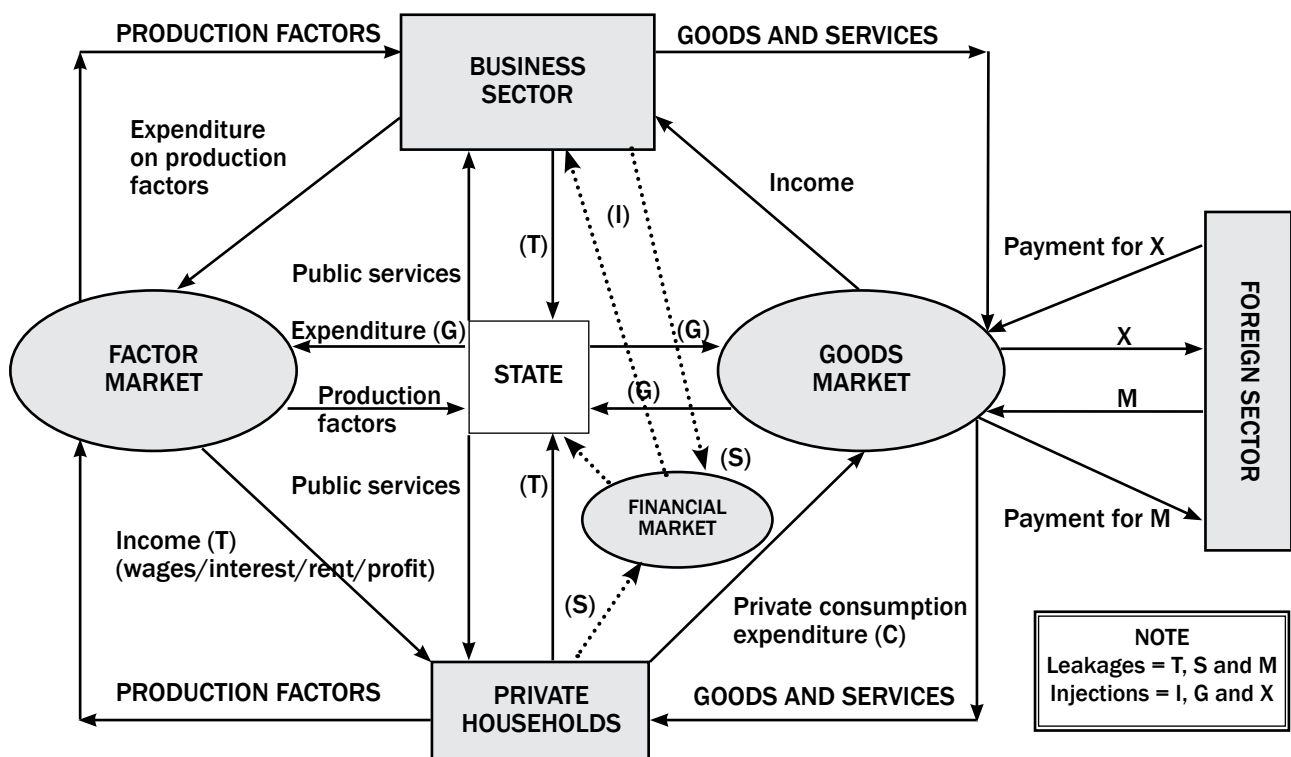 PRODUCTION FACTORS
GOODS AND SERVICES
BUSINESS
SECTOR
Expenditure
on production
factors
Income
(I)
(T)
Payment for X
Public services
Expenditure (G)
(G)
X
FACTOR
MARKET
STATE
GOODS
MARKET
FOREIGN SECTOR
Production
factors
(G)
M
(S)
Public services
(T)
FINANCIAL
MARKET
Payment for M
Income (T)
(wages/interest/rent/profit)
(S)
Private consumption
expenditure (C)
NOTE
Leakages = T, S and M
Injections = I, G and X
PRODUCTION FACTORS
PRIVATE
HOUSEHOLDS
GOODS AND SERVICES